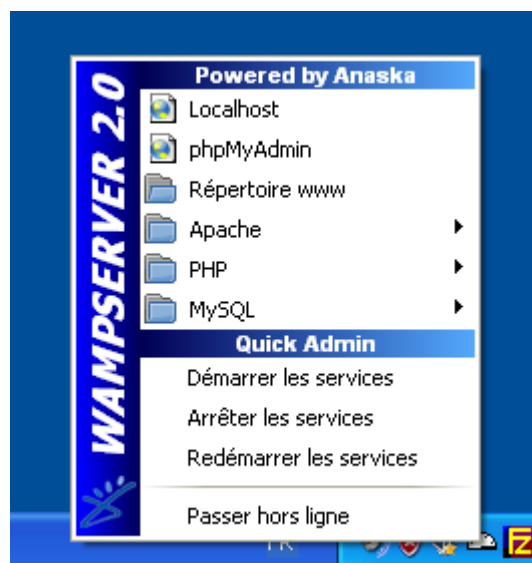 WAMPSERVER 2.0
Powered by Anaska
Localhost
phpMyAdmin
Répertoire www
Apache
PHP
MySQL
Quick Admin
Démarrer les services
Arrêter les services
Redémarrer les services
Passer hors ligne
FR
FZ